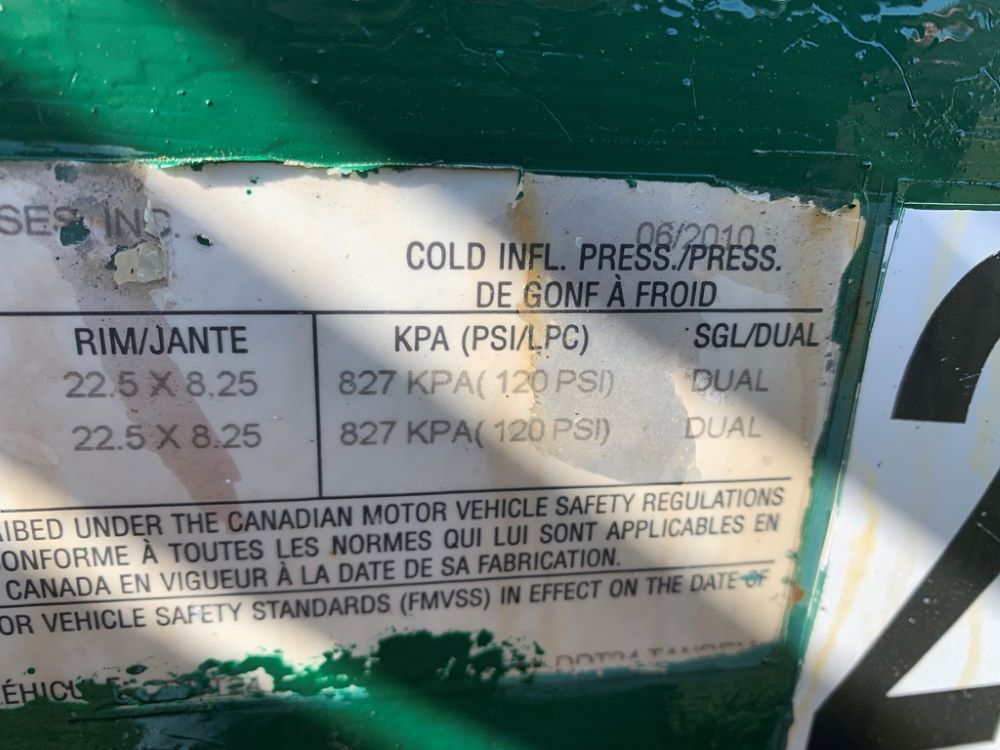 SES, INC.
06/2010
COLD INFL. PRESS./PRESS.
DE GONF À FROID
RIM/JANTE KPA (PSI/LPC) SGL/DUAL
22.5 X 8.25 827 KPA( 120 PSI) DUAL
22.5 X 8.25 827 KPA( 120 PSI) DUAL
IBED UNDER THE CANADIAN MOTOR VEHICLE SAFETY REGULATIONS
ONFORME À TOUTES LES NORMES QUI LUI SONT APPLICABLES EN
CANADA EN VIGUEUR À LA DATE DE SA FABRICATION.
OR VEHICLE SAFETY STANDARDS (FMVSS) IN EFFECT ON THE DATE OF